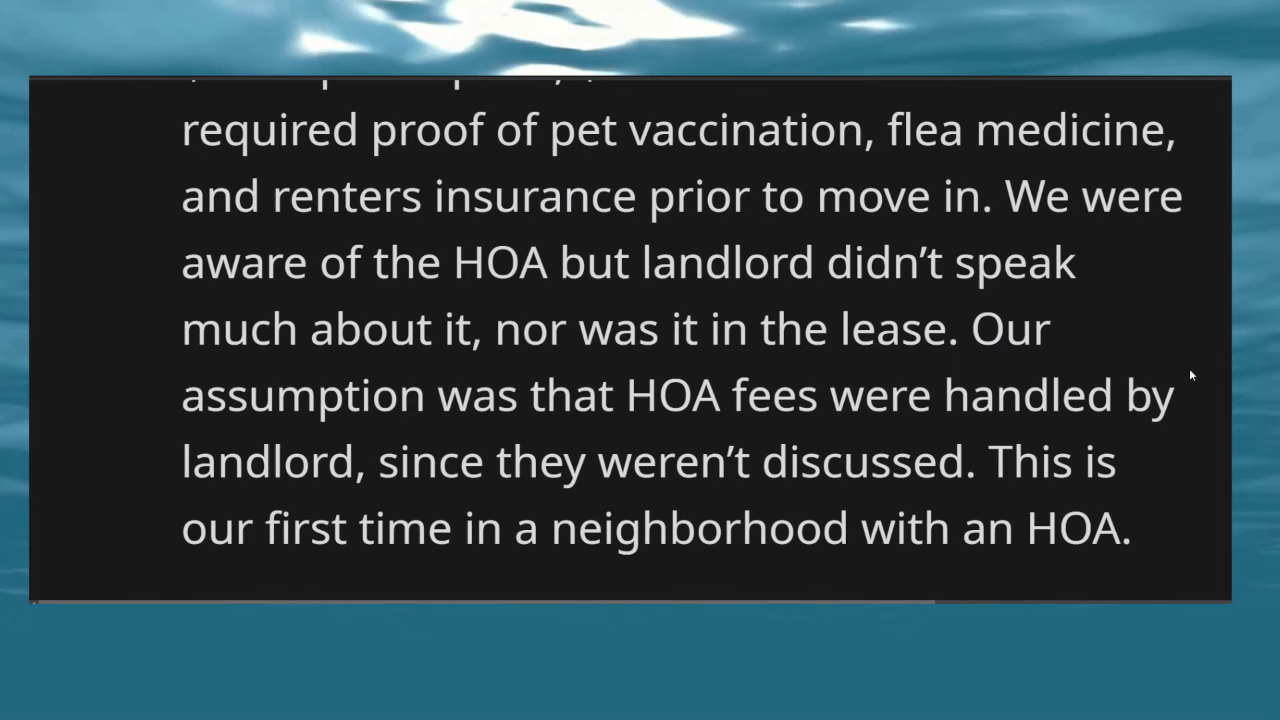 required proof of pet vaccination, flea medicine,
and renters insurance prior to move in. We were
aware of the HOA but landlord didn’t speak
much about it, nor was it in the lease. Our
assumption was that HOA fees were handled by
landlord, since they weren’t discussed. This is
our first time in a neighborhood with an HOA.